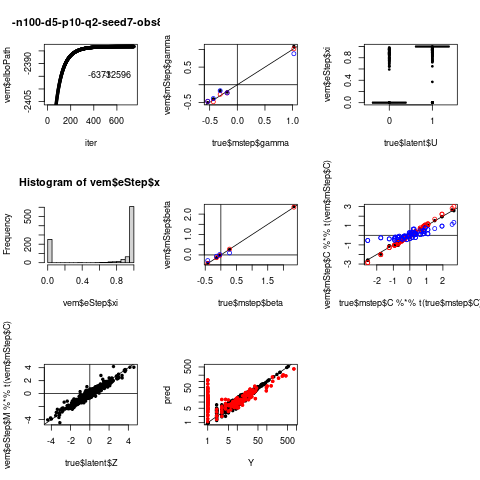 -n100-d5-p10-q2-seed7-obs8
vem$elboPath
-2405
-2390
-63732596
0 200 400 600
iter
vem$mStep$gamma
-0.5 0.0 0.5 1.0
-0.5 0.0 0.5 1.0
true$mstep$gamma
vem$eStep$xi
0.0 0.4 0.8
0 1
true$latent$U
Histogram of vem$eStep$x
Frequency
0 200 500
0.0 0.2 0.4 0.6 0.8 1.0
vem$eStep$xi
vem$mStep$beta
0.0 1.0 2.0
-0.5 0.5 1.5
true$mstep$beta
vem$mStep$C %*% t(vem$mStep$C)
-3 -1 1 3
-2 -1 0 1 2
true$mstep$C %*% t(true$mstep$C)
vem$eStep$M %*% t(vem$mStep$C)
-4 -2 0 2 4
-4 -2 0 2 4
true$latent$Z
pred
1 5 50 500
1 5 50 500
Y